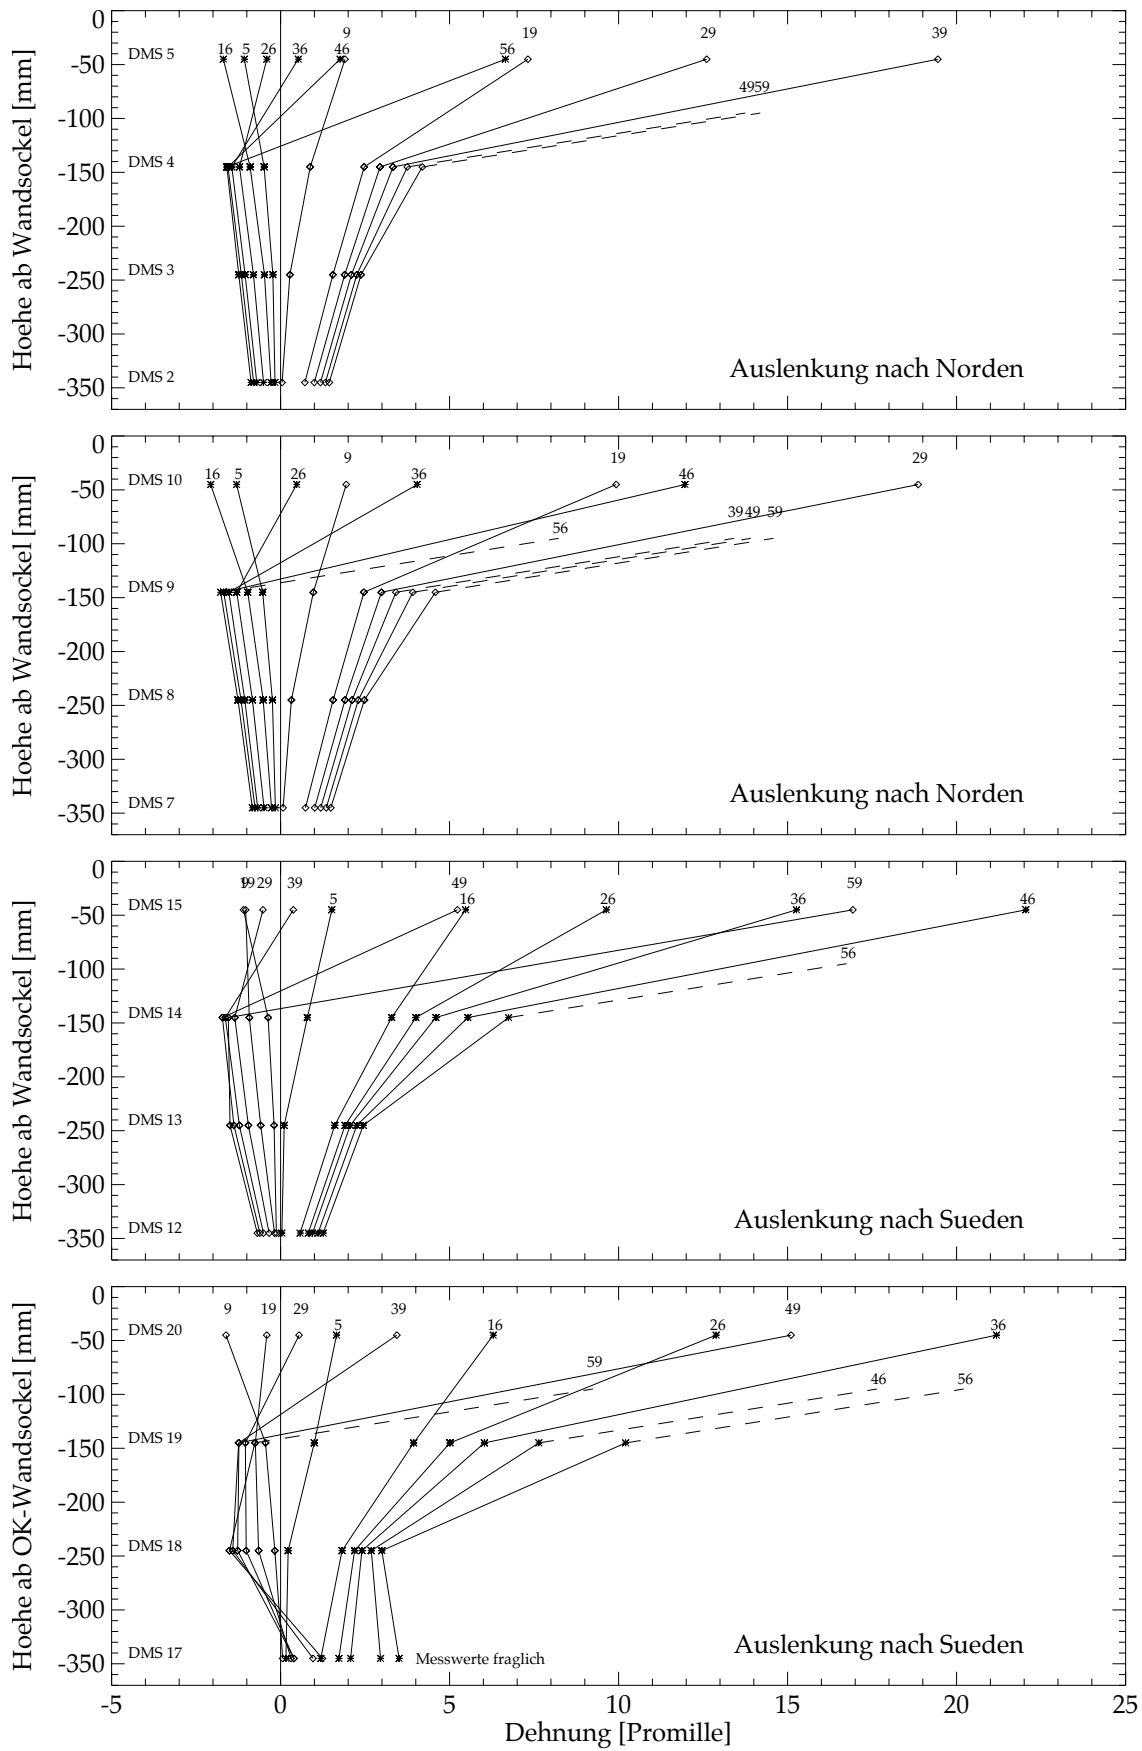 Hoehe ab Wandsockel [mm]
0
9 19 29 39
DMS 5 16 5 26 36 46 56
-50
4959
-100
DMS 4
-150
-200
DMS 3
-250
-300
DMS 2 Auslenkung nach Norden
-350
Hoehe ab Wandsockel [mm]
0
9 19 29
DMS 10 16 5 26 36 46
-50
39 49 59
56
-100
DMS 9
-150
-200
DMS 8
-250
-300
DMS 7 Auslenkung nach Norden
-350
Hoehe ab Wandsockel [mm]
0
9 19 29 39 49 59
DMS 15 5 16 26 36 46
-50
56
-100
DMS 14
-150
-200
DMS 13
-250
-300
DMS 12 Auslenkung nach Sueden
-350
Hoehe ab OK-Wandsockel [mm]
0
9 19 29 39 49
DMS 20 5 16 26 36
-50
59
46 56
-100
DMS 19
-150
-200
DMS 18
-250
-300
DMS 17 Messwerte fraglich Auslenkung nach Sueden
-350
-5 0 5 10 15 20 25
Dehnung [Promille]